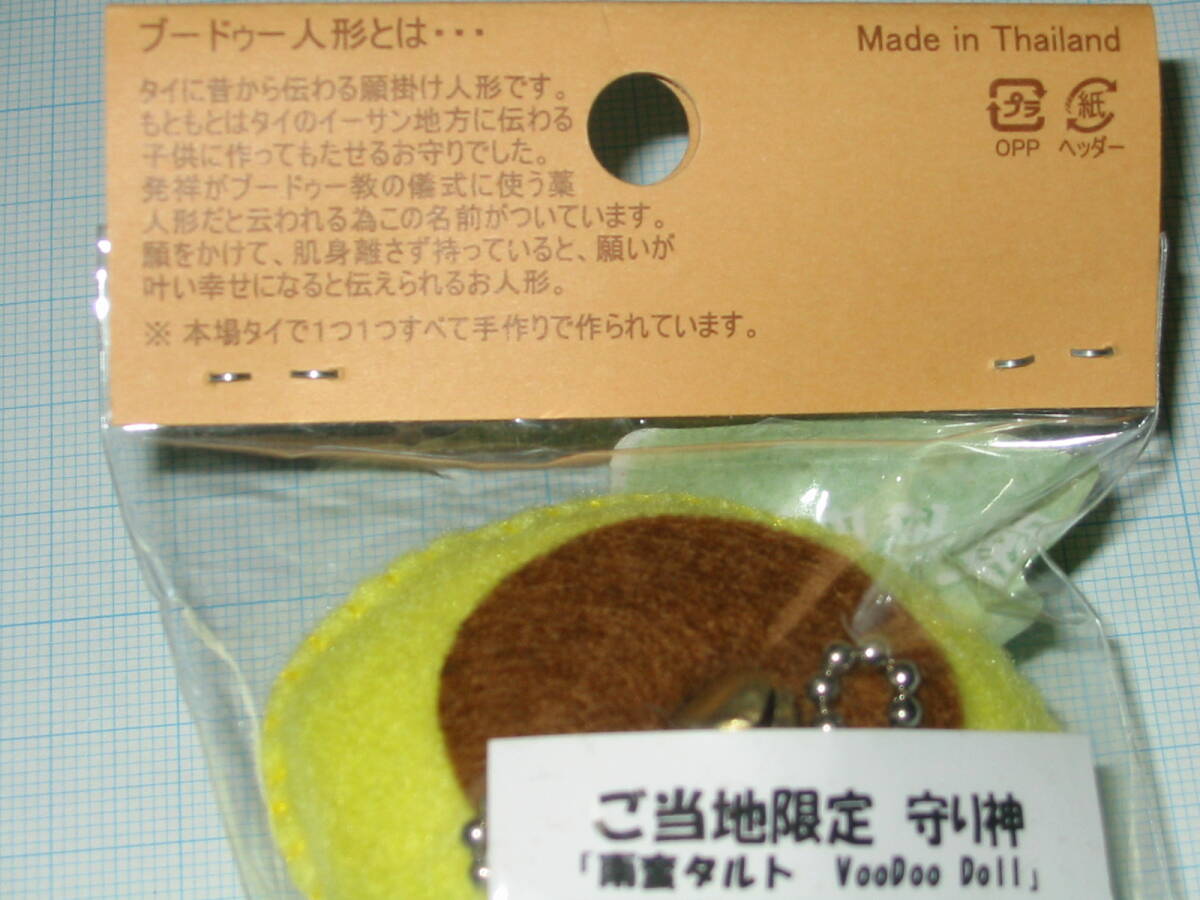 ブードゥー人形とは・・・
Made in Thailand
タイに昔から伝わる願掛け人形です。
もともとはタイのイーサン地方に伝わる
子供に作ってもたせるお守りでした。
発祥がブードゥー教の儀式に使う藁
人形だと云われる為この名前がついています。
願をかけて、肌身離さず持っていると、願いが
叶い幸せになると伝えられるお人形。
※ 本場タイで1つ1つすべて手作りで作られています。
プラ 紙
OPP ヘッダー
ご当地限定 守り神
タルト VooDoo Doll」